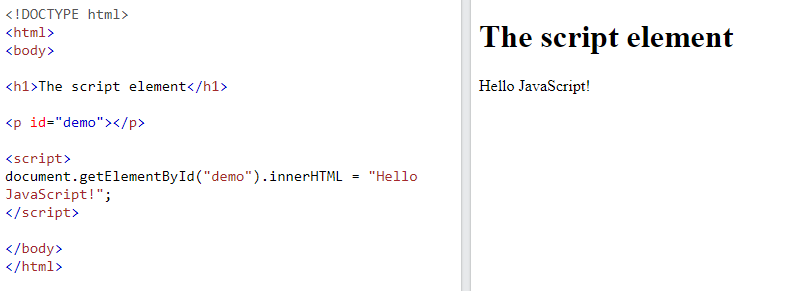 <!DOCTYPE html>
<html>
<body>
<h1>The script element</h1>
<p id="demo"></p>
<script>
document.getElementById("demo").innerHTML = "Hello
JavaScript!";
</script>
</body>
</html>
The script element
Hello JavaScript!